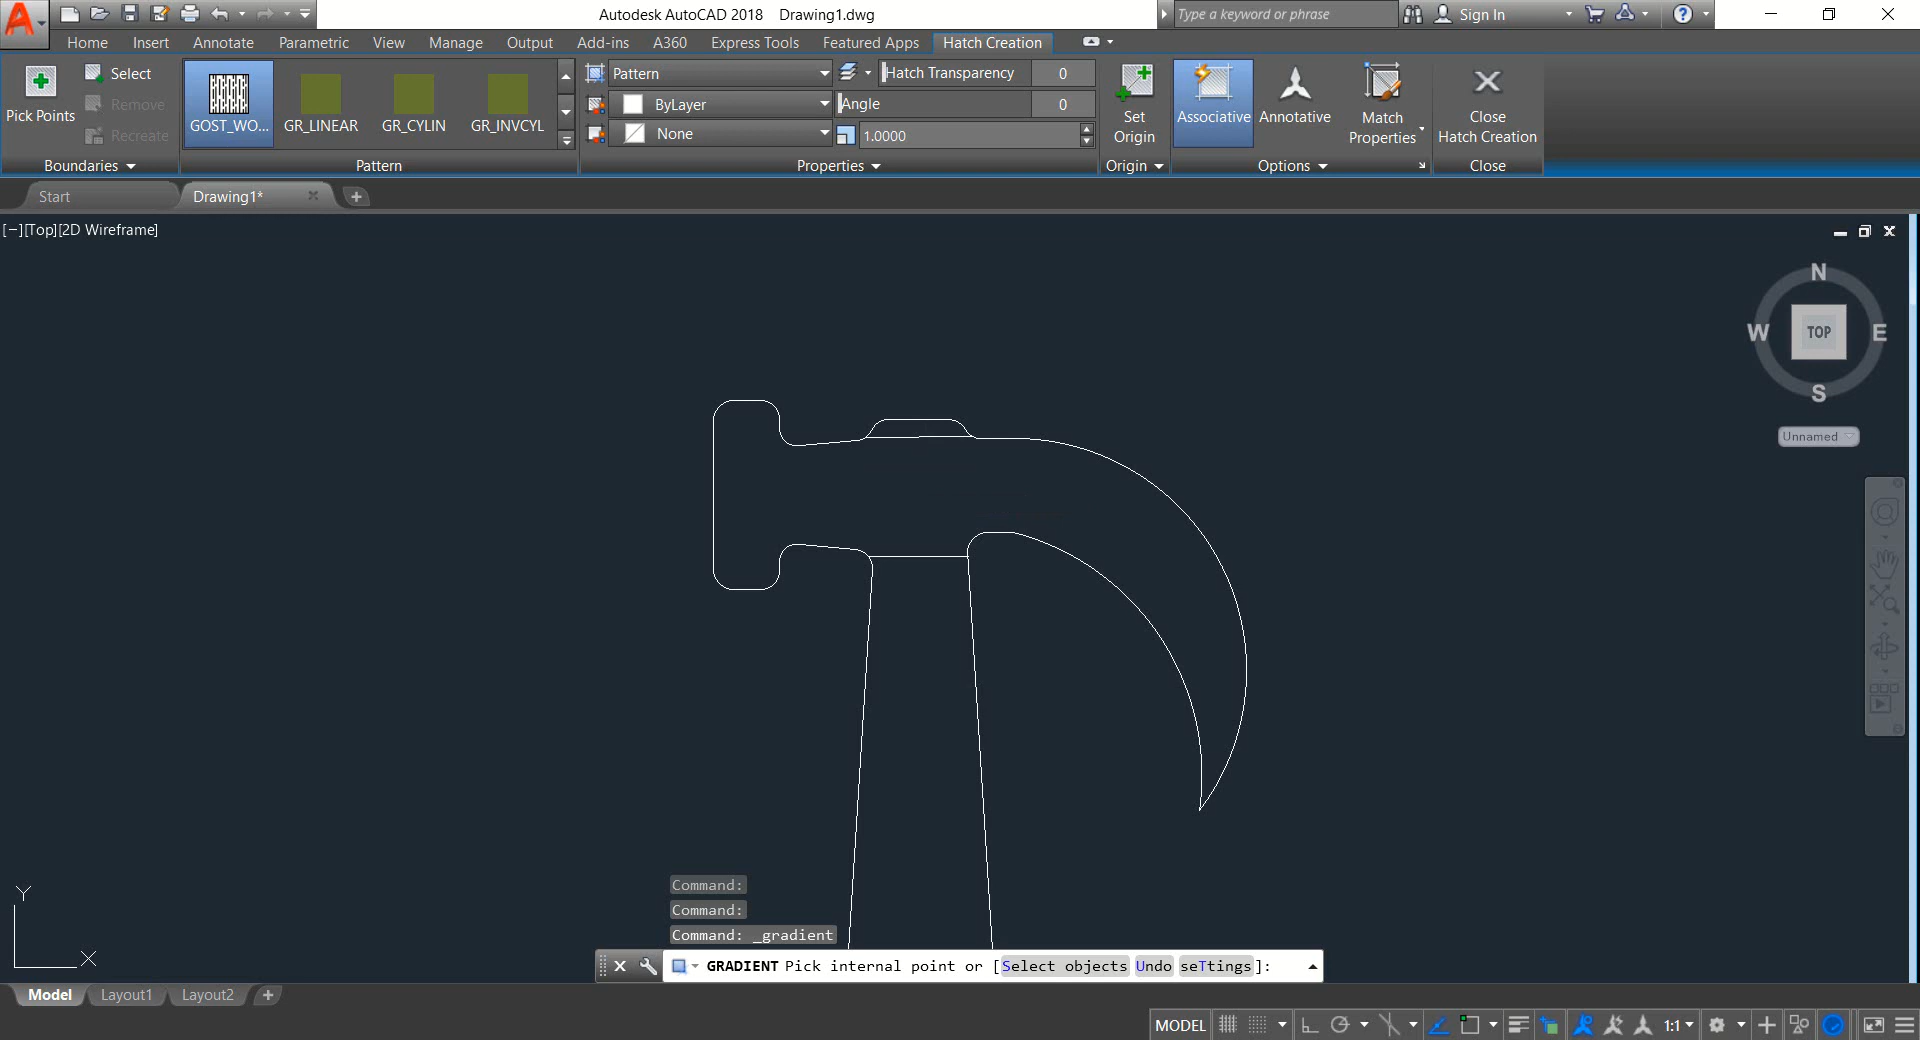 Autodesk AutoCAD 2018 Drawing1.dwg
Type a keyword or phrase
Sign In
Home Insert Annotate Parametric View Manage Output Add-ins A360 Express Tools Featured Apps Hatch Creation
Pick Points
Select
Remove
Recreate
Boundaries
GOST_WO... GR_LINEAR GR_CYLIN GR_INVCYL
Pattern
Pattern
ByLayer
None
Hatch Transparency 0
Angle 0
1.0000
Properties
Set
Origin
Origin
Associative
Annotative
Match
Properties
Options
Close
Hatch Creation
Close
Start Drawing1*
[−][Top][2D Wireframe]
N
W TOP E
S
Unnamed
Y
X
Command:
Command:
Command: _gradient
GRADIENT Pick internal point or [Select objects Undo seTtings]:
Model Layout1 Layout2
MODEL 1:1